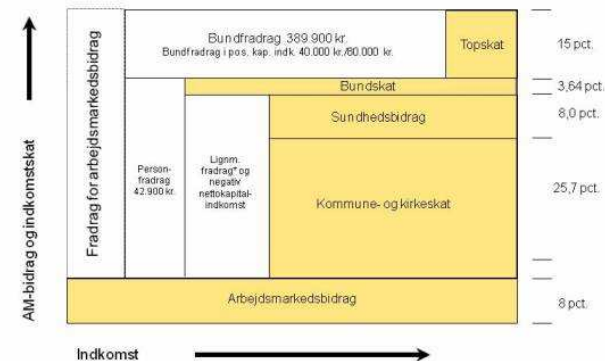 Bundfradrag 389.900 kr.
Bundfradrag i pos. kap. indk. 40.000 kr./80.000 kr.
Topskat
15 pct.
Bundskat
3,64 pct.
Sundhedsbidrag
8,0 pct.
Fradrag for arbejdsmarkedsbidrag
Person-
fradrag
42.900 kr.
Lignm.
fradrag* og
negativ
nettokapital-
indkomst
Kommune- og kirkeskat
25,7 pct.
Arbejdsmarkedsbidrag
8 pct.
AM-bidrag og indkomstskat
Indkomst